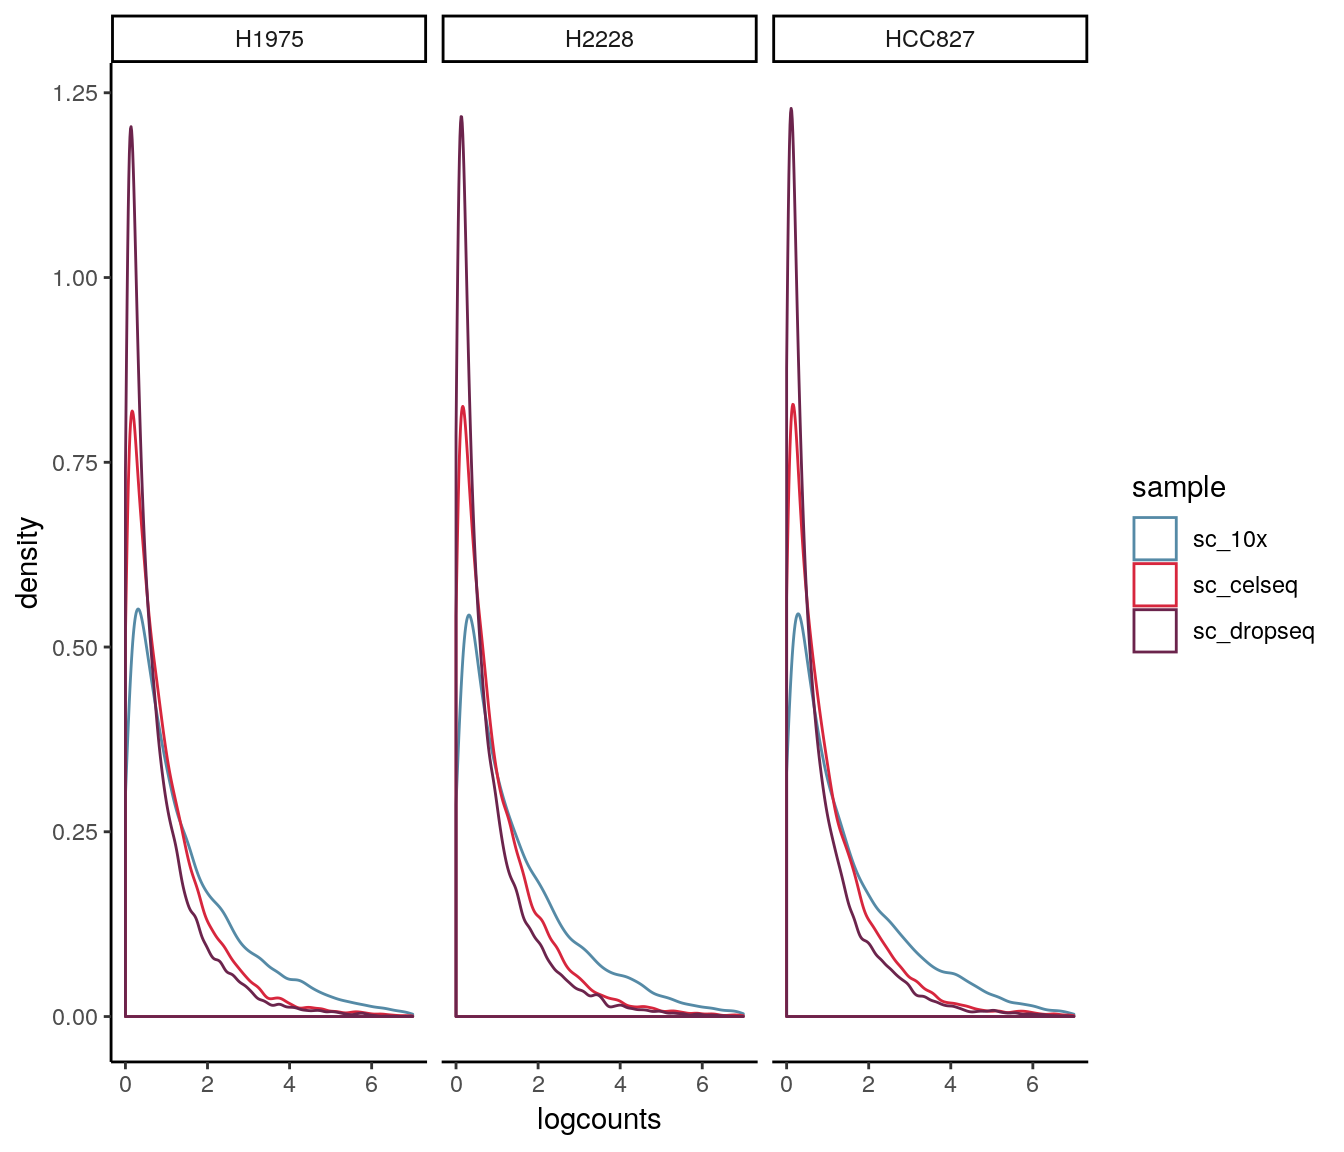 H1975 H2228 HCC827
1.25
1.00
0.75
0.50
0.25
0.00
density
0 2 4 6 0 2 4 6 0 2 4 6
logcounts
sample
sc_10x
sc_celseq
sc_dropseq